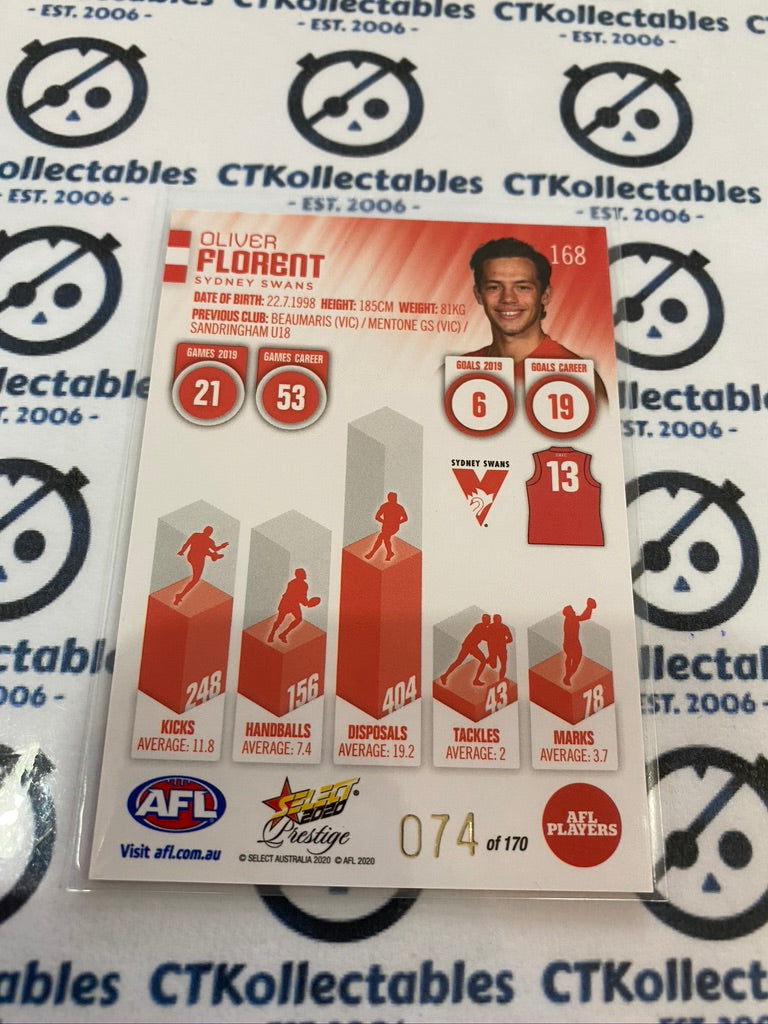 CTKollectables
- EST. 2006 -
CTKollectables
- EST. 2006 -
ollectables CTKollectables CTKollectables
- EST. 2006 - - EST. 2006 - - EST. 2006 -
OLIVER
FLORENT
SYDNEY SWANS
168
DATE OF BIRTH: 22.7.1998 HEIGHT: 185CM WEIGHT: 81KG
PREVIOUS CLUB: BEAUMARIS (VIC) / MENTONE GS (VIC) /
SANDRINGHAM U18
GAMES 2019 GAMES CAREER GOALS 2019 GOALS CAREER
21 53 6 19
SYDNEY SWANS
13
248 156 404 43 78
KICKS HANDBALLS DISPOSALS TACKLES MARKS
AVERAGE: 11.8 AVERAGE: 7.4 AVERAGE: 19.2 AVERAGE: 2 AVERAGE: 3.7
AFL
Visit afl.com.au
SELECT
2020
Prestige
© SELECT AUSTRALIA 2020 © AFL 2020
074 of 170
AFL
PLAYERS
ables CTKollectables CTKollect
2006 - - EST. 2006 - - EST. 2006